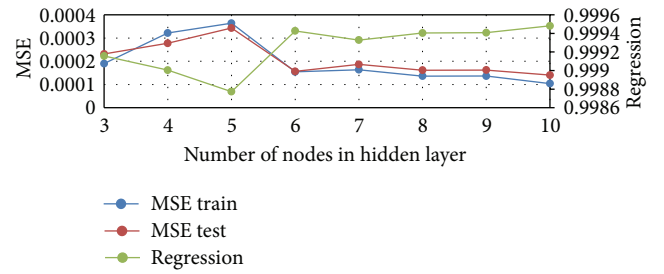 0.0004
0.0003
0.0002
0.0001
0
MSE
3 4 5 6 7 8 9 10
Number of nodes in hidden layer
0.9996
0.9994
0.9992
0.999
0.9988
0.9986
Regression
MSE train
MSE test
Regression